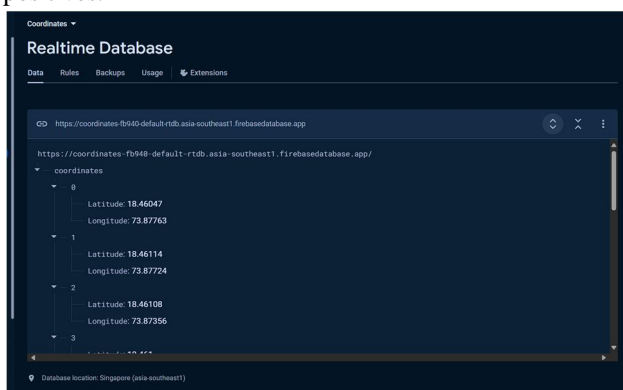 Coordinates
Realtime Database
Data Rules Backups Usage Extensions
https://coordinates-fb940-default-rtdb.asia-southeast1.firebasedatabase.app
https://coordinates-fb940-default-rtdb.asia-southeast1.firebasedatabase.app/
coordinates
0
Latitude: 18.46047
Longitude: 73.87763
1
Latitude: 18.46114
Longitude: 73.87724
2
Latitude: 18.46108
Longitude: 73.87356
3
Database location: Singapore (asia-southeast1)